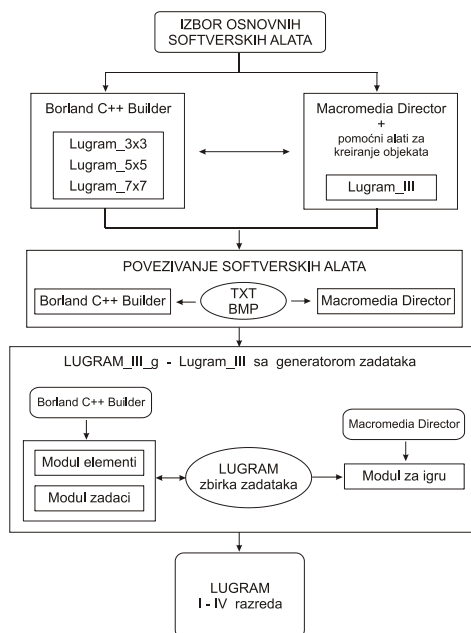 IZBOR OSNOVNIH
SOFTVERSKIH ALATA
Borland C++ Builder
Lugram_3x3
Lugram_5x5
Lugram_7x7
Macromedia Director
+
pomoćni alati za
kreiranje objekata
Lugram_III
POVEZIVANJE SOFTVERSKIH ALATA
Borland C++ Builder
TXT
BMP
Macromedia Director
LUGRAM_III_g - Lugram_III sa generatorom zadataka
Borland C++ Builder
Modul elementi
Modul zadaci
LUGRAM
zbirka zadataka
Macromedia Director
Modul za igru
LUGRAM
I - IV razreda